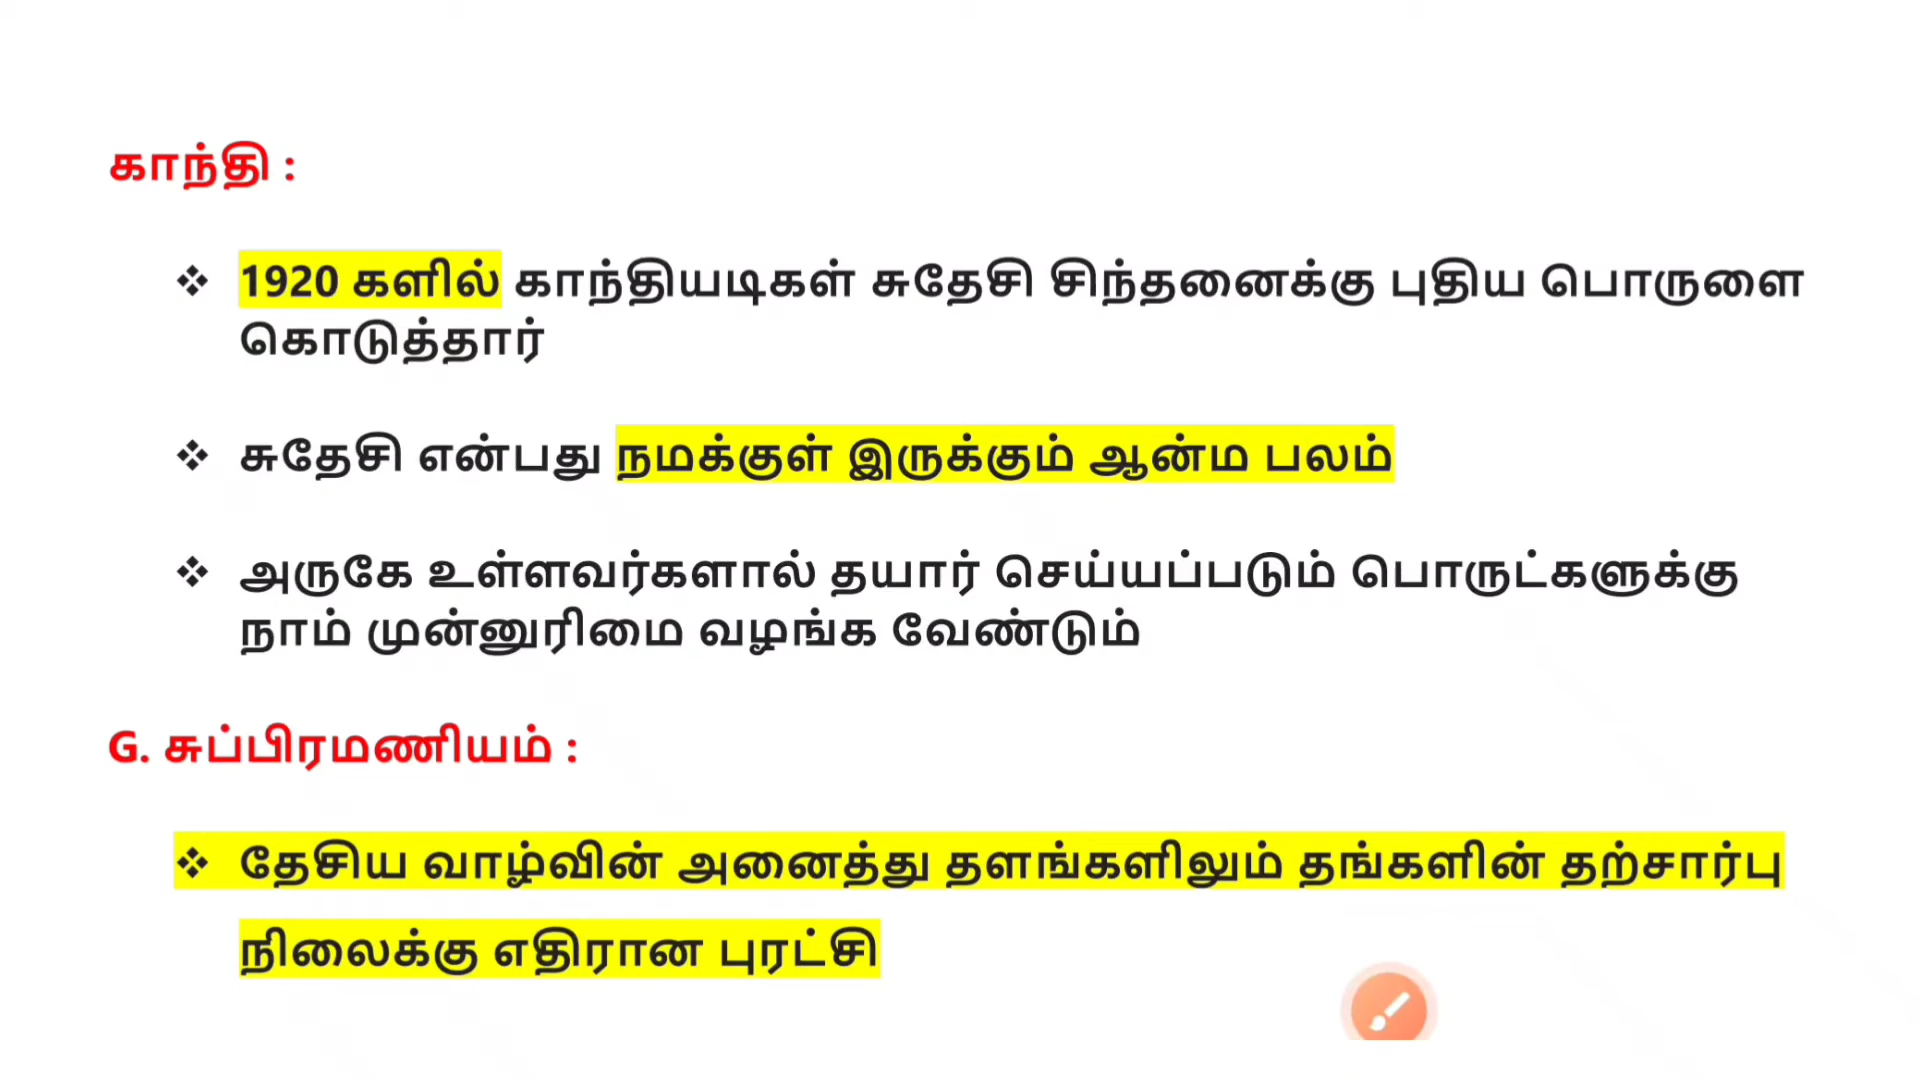 காந்தி :
❖ 1920 களில் காந்தியடிகள் சுதேசி சிந்தனைக்கு புதிய பொருளை
கொடுத்தார்
❖ சுதேசி என்பது நமக்குள் இருக்கும் ஆன்ம பலம்
❖ அருகே உள்ளவர்களால் தயார் செய்யப்படும் பொருட்களுக்கு
நாம் முன்னுரிமை வழங்க வேண்டும்
G. சுப்பிரமணியம் :
❖ தேசிய வாழ்வின் அனைத்து தளங்களிலும் தங்களின் தற்சார்பு
நிலைக்கு எதிரான புரட்சி